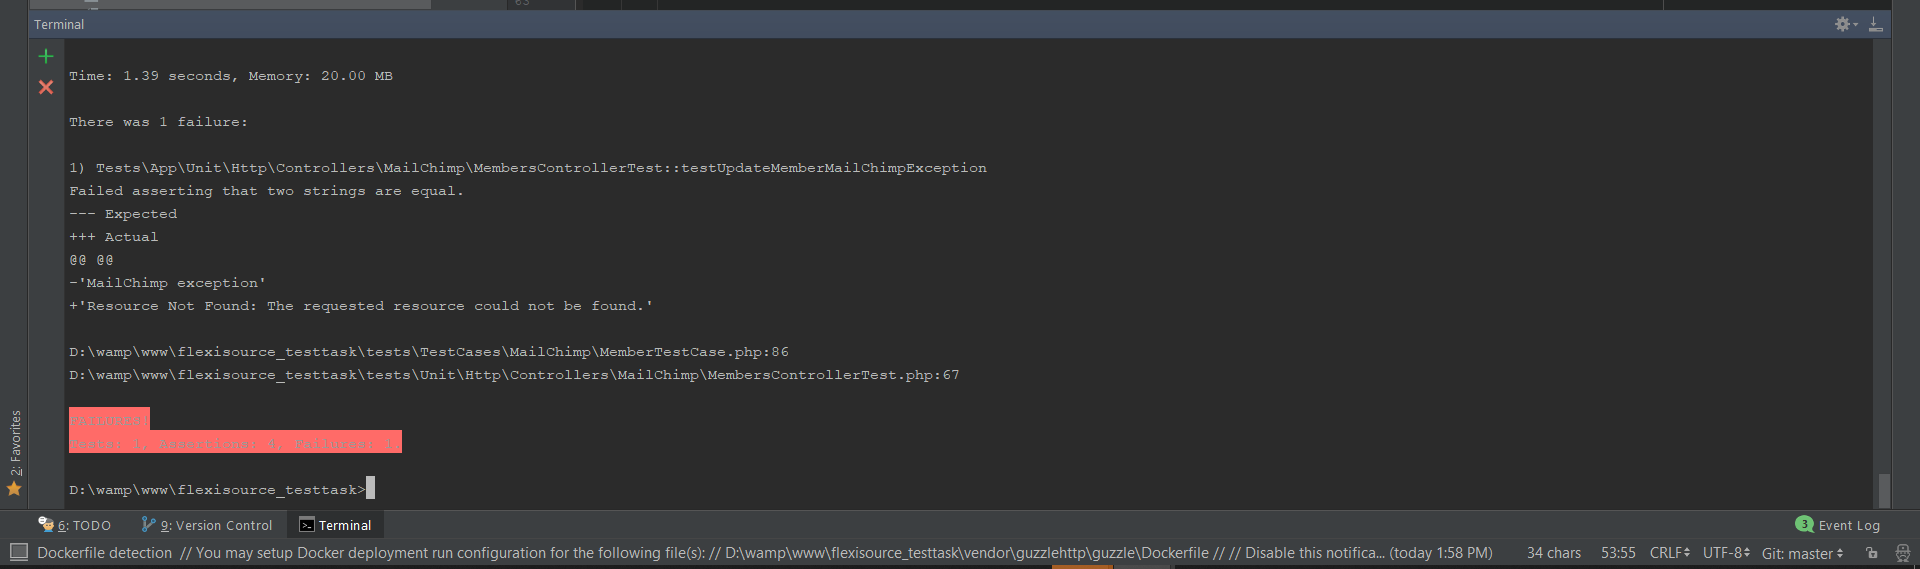 63
Terminal
Time: 1.39 seconds, Memory: 20.00 MB
There was 1 failure:
1) Tests\App\Unit\Http\Controllers\MailChimp\MembersControllerTest::testUpdateMemberMailChimpException
Failed asserting that two strings are equal.
--- Expected
+++ Actual
@@ @@
-'MailChimp exception'
+'Resource Not Found: The requested resource could not be found.'
D:\wamp\www\flexisource_testtask\tests\TestCases\MailChimp\MemberTestCase.php:86
D:\wamp\www\flexisource_testtask\tests\Unit\Http\Controllers\MailChimp\MembersControllerTest.php:67
FAILURES!
Tests: 1, Assertions: 4, Failures: 1.
D:\wamp\www\flexisource_testtask>
2: Favorites
6: TODO
9: Version Control
Terminal
3 Event Log
Dockerfile detection // You may setup Docker deployment run configuration for the following file(s): // D:\wamp\www\flexisource_testtask\vendor\guzzlehttp\guzzle\Dockerfile // // Disable this notifica... (today 1:58 PM) 34 chars 53:55 CRLF UTF-8 Git: master